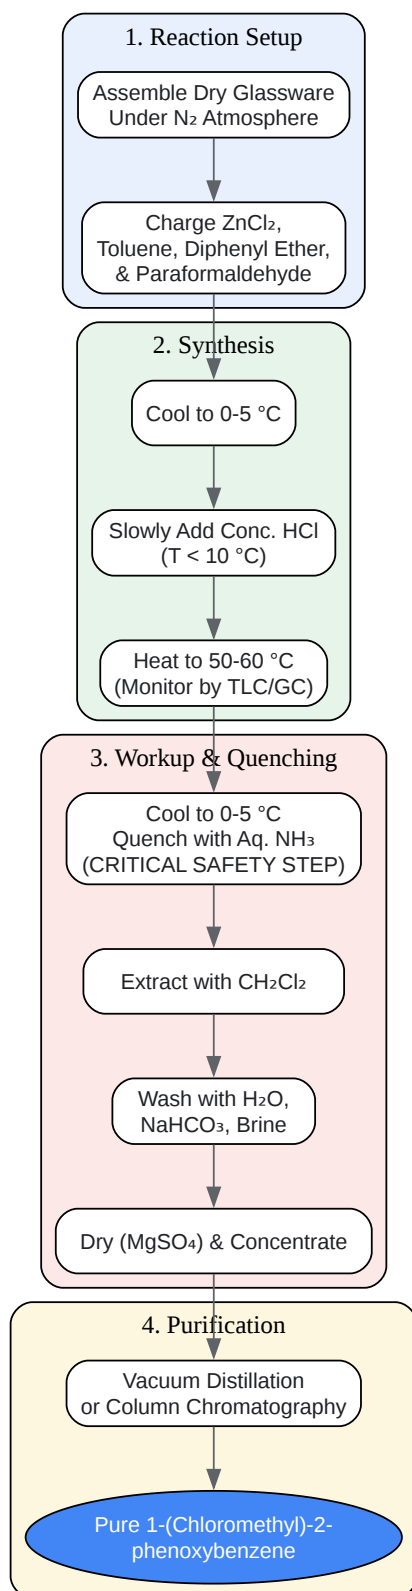 1. Reaction Setup
Assemble Dry Glassware
Under N₂ Atmosphere
Charge ZnCl₂,
Toluene, Diphenyl Ether,
& Paraformaldehyde
2. Synthesis
Cool to 0-5 °C
Slowly Add Conc. HCl
(T < 10 °C)
Heat to 50-60 °C
(Monitor by TLC/GC)
3. Workup & Quenching
Cool to 0-5 °C
Quench with Aq. NH₃
(CRITICAL SAFETY STEP)
Extract with CH₂Cl₂
Wash with H₂O,
NaHCO₃, Brine
Dry (MgSO₄) & Concentrate
4. Purification
Vacuum Distillation
or Column Chromatography
Pure 1-(Chloromethyl)-2-
phenoxybenzene